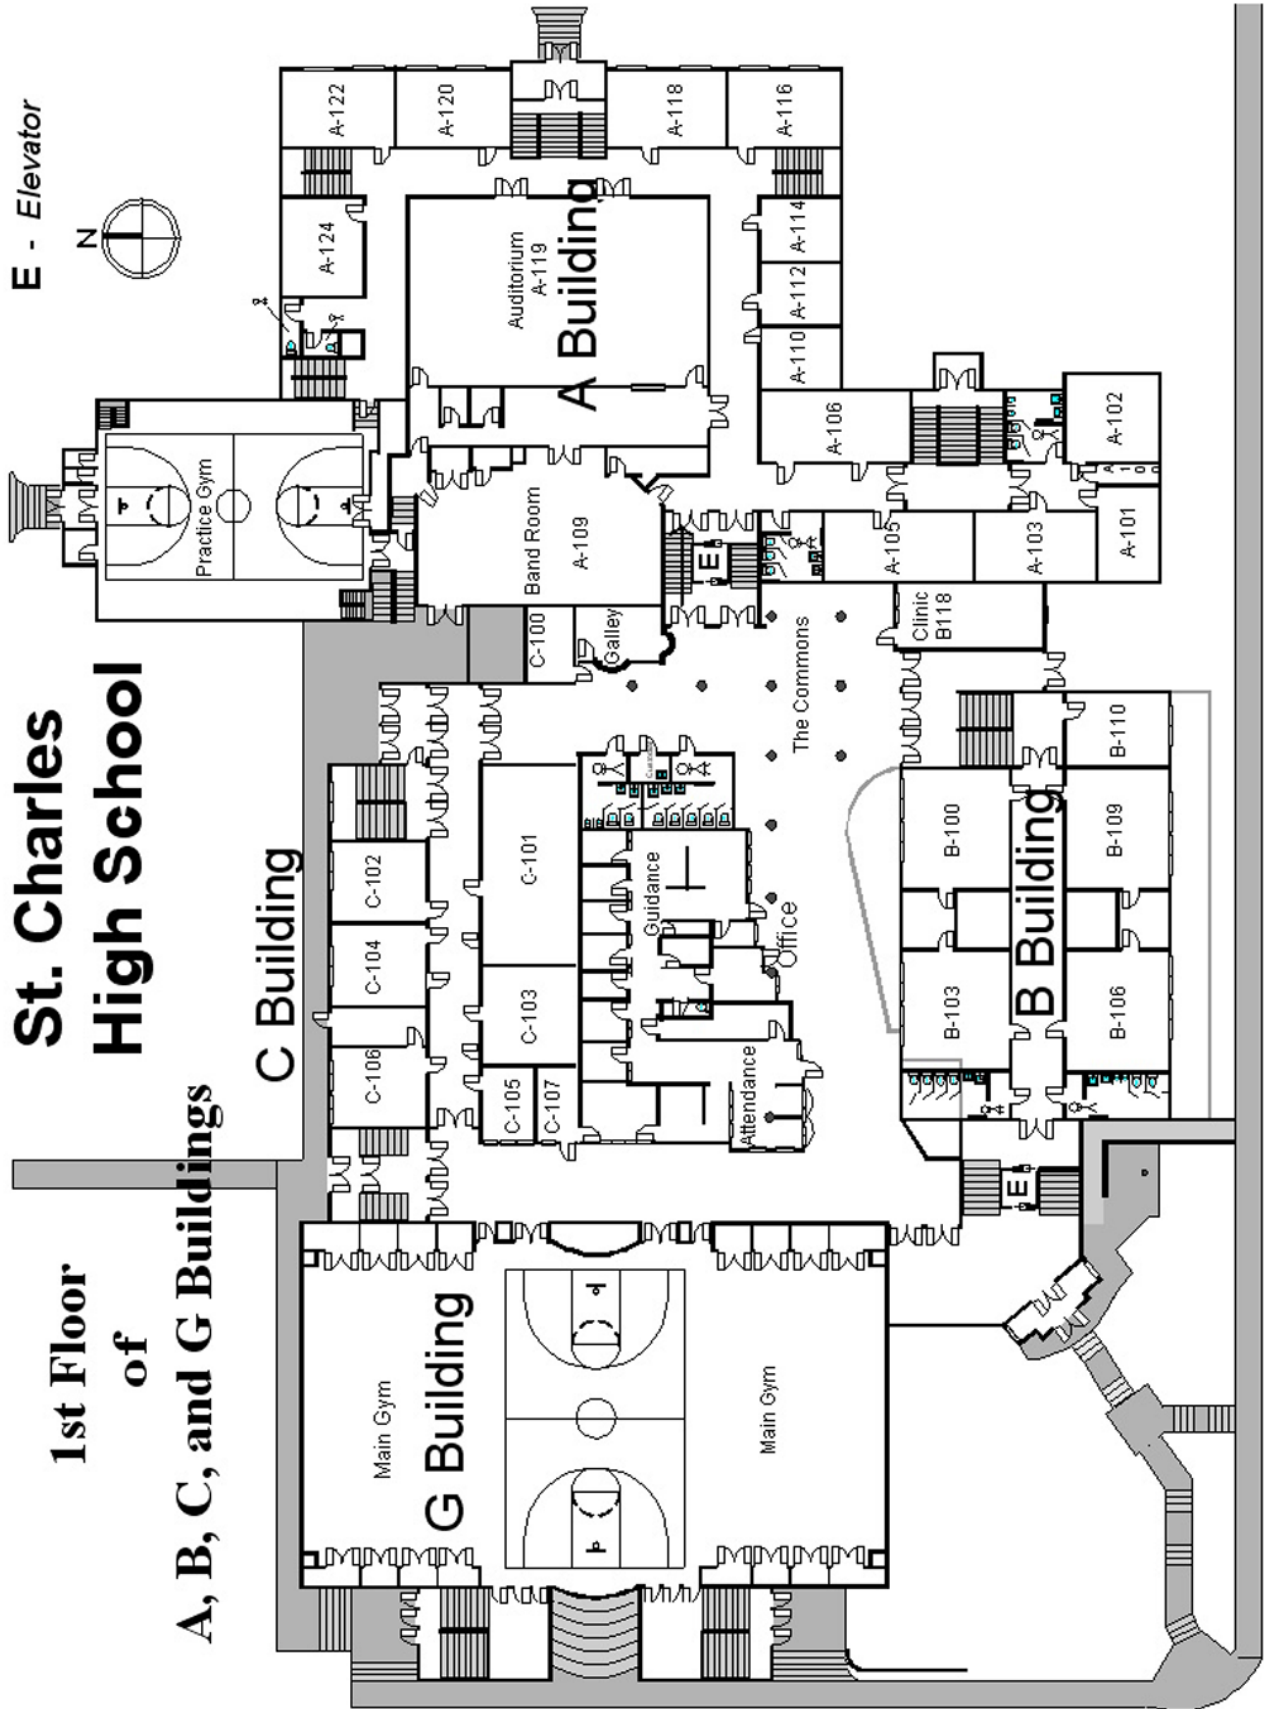 1st Floor
of
A, B, C, and G Buildings
St. Charles
High School
E - Elevator
N
C Building
Practice Gym
A-122
A-124
C-106
C-104
C-102
Main Gym
G Building
C-105
C-107
C-103
C-101
C-100
Galley
Band Room
A-109
Auditorium
A-119
A Building
A-120
A-118
A-116
Guidance
Attendance
Office
The Commons
Main Gym
E
A-106
A-110
A-112
A-114
A-105
A-103
A-101
A100
A-102
Clinic
B118
B-103
B-100
B Building
B-106
B-109
B-110
E